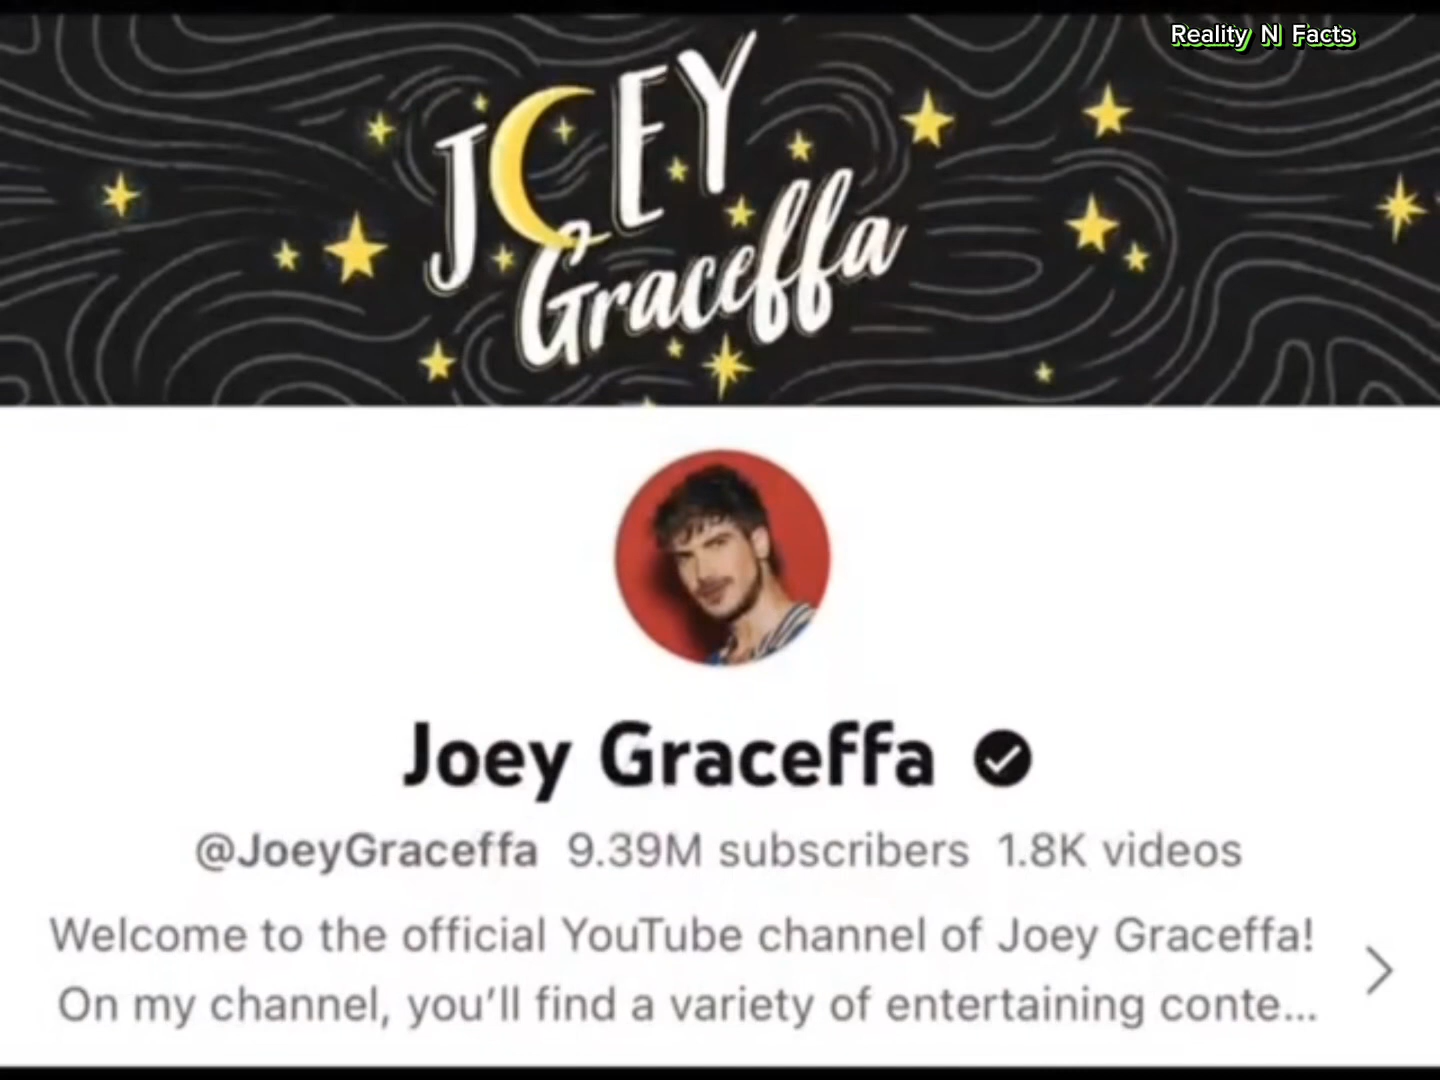 Reality N Facts
JOEY
Graceffa
Joey Graceffa
@JoeyGraceffa 9.39M subscribers 1.8K videos
Welcome to the official YouTube channel of Joey Graceffa!
On my channel, you’ll find a variety of entertaining conte...